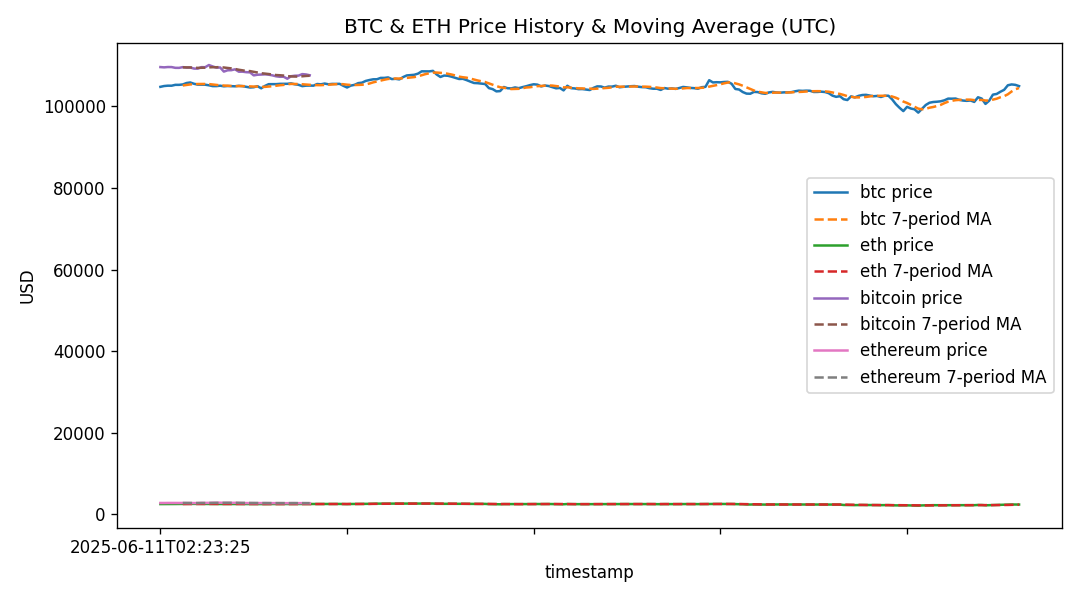 BTC & ETH Price History & Moving Average (UTC)
100000
80000
60000
40000
20000
0
USD
btc price
btc 7-period MA
eth price
eth 7-period MA
bitcoin price
bitcoin 7-period MA
ethereum price
ethereum 7-period MA
2025-06-11T02:23:25
timestamp